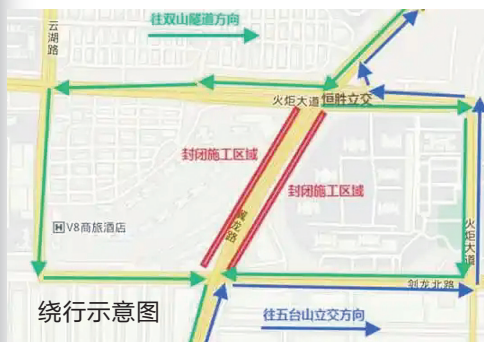 云湖路
往双山隧道方向
火炬大道
恒胜立交
封闭施工区域
封闭施工区域
翼龙路
H V8商旅酒店
火炬大道
剑龙北路
绕行示意图
往五台山立交方向